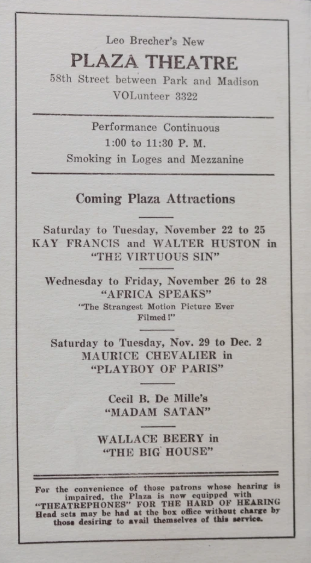 Leo Brecher's New
PLAZA THEATRE
58th Street between Park and Madison
VOLunteer 3322
Performance Continuous
1:00 to 11:30 P. M.
Smoking in Loges and Mezzanine
Coming Plaza Attractions
Saturday to Tuesday, November 22 to 25
KAY FRANCIS and WALTER HUSTON in
"THE VIRTUOUS SIN"
Wednesday to Friday, November 26 to 28
"AFRICA SPEAKS"
"The Strangest Motion Picture Ever
Filmed!"
Saturday to Tuesday, Nov. 29 to Dec. 2
MAURICE CHEVALIER in
"PLAYBOY OF PARIS"
Cecil B. De Mille's
"MADAM SATAN"
WALLACE BEERY in
"THE BIG HOUSE"
For the convenience of those patrons whose hearing is
impaired, the Plaza is now equipped with
"THEATREPHONES" FOR THE HARD OF HEARING
Head sets may be had at the box office without charge by
those desiring to avail themselves of this service.